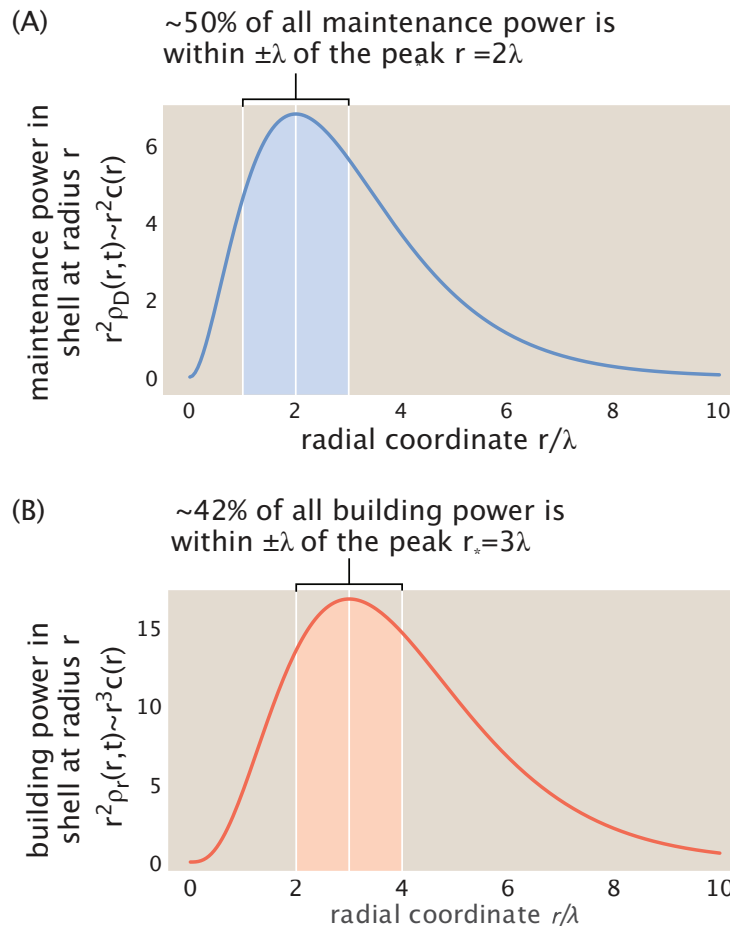 (A)
~50% of all maintenance power is
within ±λ of the peak r* =2λ
maintenance power in
shell at radius r
r²ρD(r,t)~r²c(r)
6
4
2
0
0 2 4 6 8 10
radial coordinate r/λ
(B)
~42% of all building power is
within ±λ of the peak r*=3λ
building power in
shell at radius r
r²ρr(r,t)~r³c(r)
15
10
5
0
0 2 4 6 8 10
radial coordinate r/λ